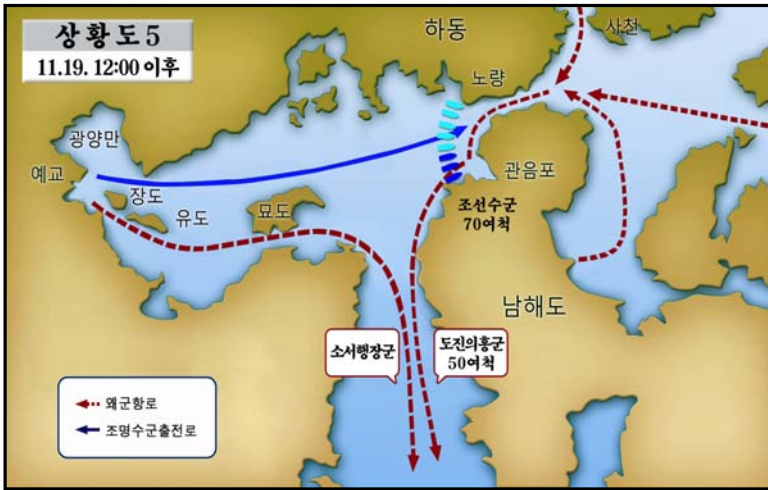 상황도 5
11.19. 12:00 이후
하동
사천
노량
광양만
예교
장도
유도
묘도
관음포
조선수군
70여척
남해도
소서행장군
도진의홍군
50여척
왜군항로
조명수군출전로